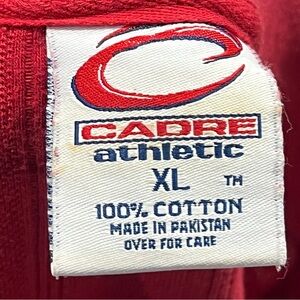 CADRE
athletic
XL TM
100% COTTON
MADE IN PAKISTAN
OVER FOR CARE